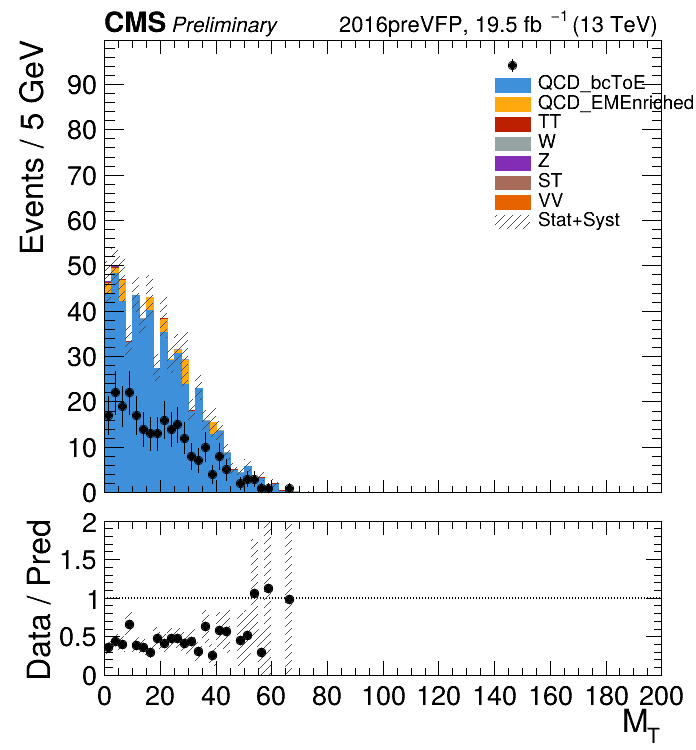 CMS Preliminary 2016preVFP, 19.5 fb⁻¹ (13 TeV)
Events / 5 GeV
90
80
70
60
50
40
30
20
10
0
QCD_bcToE
QCD_EMEnriched
TT
W
Z
ST
VV
Stat+Syst
Data / Pred
2
1.5
1
0.5
0
0 20 40 60 80 100 120 140 160 180 200
M_T